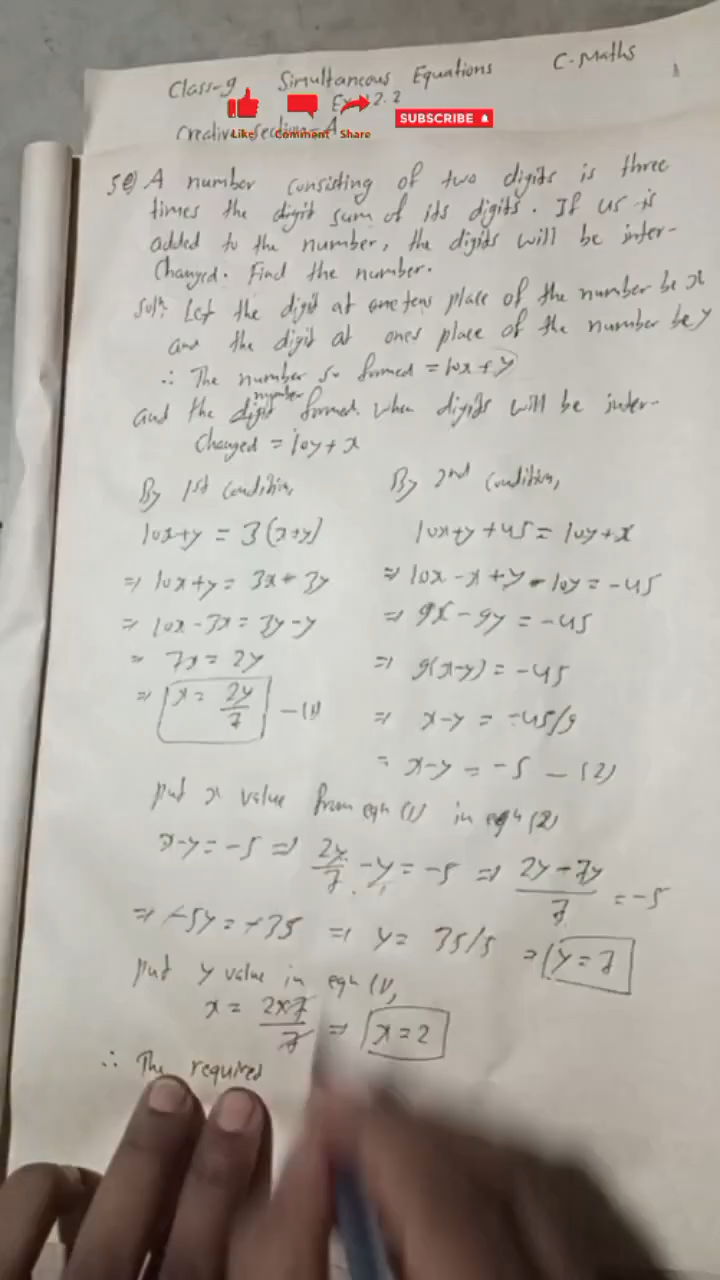 Class-9 Simultaneous Equations C-Maths
Ex 2.2
Like Comment Share
SUBSCRIBE
Creative section-A
5e) A number consisting of two digits is three
times the digit sum of its digits. If 45 is
added to the number, the digits will be inter-
changed. Find the number.
Soln: Let the digit at tens place of the number be x
and the digit at ones place of the number be y
∴ The number so formed = 10x + y
and the number formed when digits will be inter-
changed = 10y + x
By 1st condition,
10x+y = 3(x+y)
⇒ 10x+y = 3x+3y
⇒ 10x-3x = 3y-y
= 7x = 2y
⇒ x = 2y/7 — (1)
By 2nd condition,
10x+y+45 = 10y+x
⇒ 10x-x+y-10y = -45
⇒ 9x-9y = -45
⇒ 9(x-y) = -45
⇒ x-y = -45/9
= x-y = -5 — (2)
put x value from eqn (1) in eqn (2)
x-y = -5 ⇒ 2y/7 - y = -5 ⇒ 2y-7y/7 = -5
⇒ -5y = -35 ⇒ y = 35/5 ⇒ y = 7
put y value in eqn (1),
x = 2x7/7 ⇒ x = 2
∴ The required